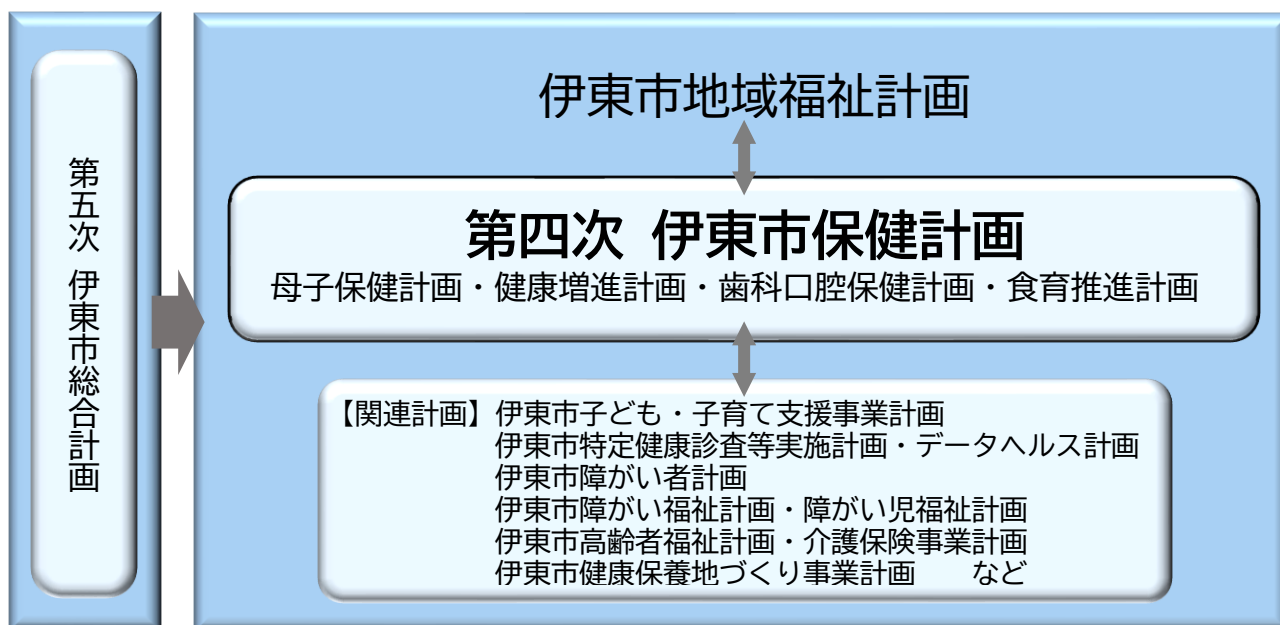 第五次 伊東市総合計画
伊東市地域福祉計画
第四次 伊東市保健計画
母子保健計画・健康増進計画・歯科口腔保健計画・食育推進計画
【関連計画】伊東市子ども・子育て支援事業計画
伊東市特定健康診査等実施計画・データヘルス計画
伊東市障がい者計画
伊東市障がい福祉計画・障がい児福祉計画
伊東市高齢者福祉計画・介護保険事業計画
伊東市健康保養地づくり事業計画 など